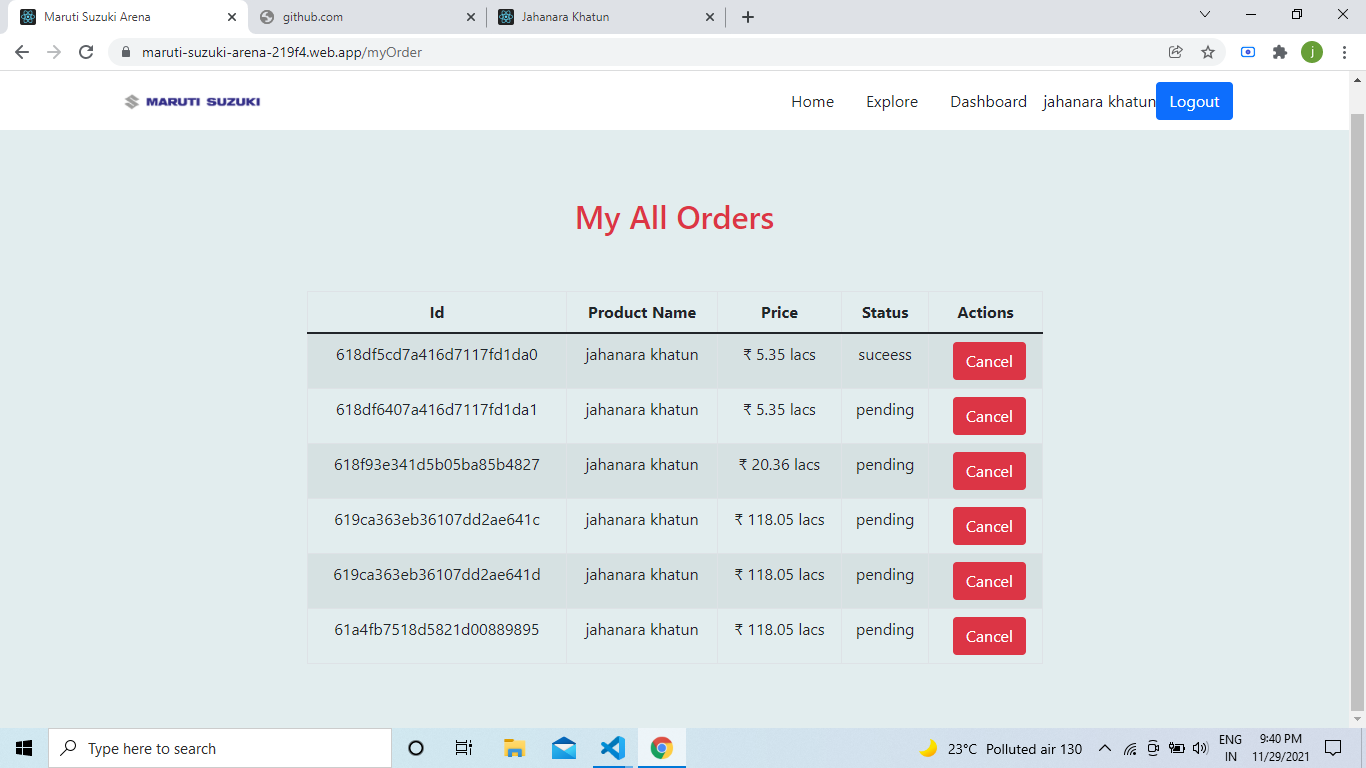 Maruti Suzuki Arena
github.com
Jahanara Khatun
maruti-suzuki-arena-219f4.web.app/myOrder
j
MARUTI SUZUKI
Home Explore Dashboard jahanara khatun Logout
My All Orders
Id Product Name Price Status Actions
618df5cd7a416d7117fd1da0 jahanara khatun ₹ 5.35 lacs suceess Cancel
618df6407a416d7117fd1da1 jahanara khatun ₹ 5.35 lacs pending Cancel
618f93e341d5b05ba85b4827 jahanara khatun ₹ 20.36 lacs pending Cancel
619ca363eb36107dd2ae641c jahanara khatun ₹ 118.05 lacs pending Cancel
619ca363eb36107dd2ae641d jahanara khatun ₹ 118.05 lacs pending Cancel
61a4fb7518d5821d00889895 jahanara khatun ₹ 118.05 lacs pending Cancel
Type here to search
23°C Polluted air 130
ENG
IN
9:40 PM
11/29/2021